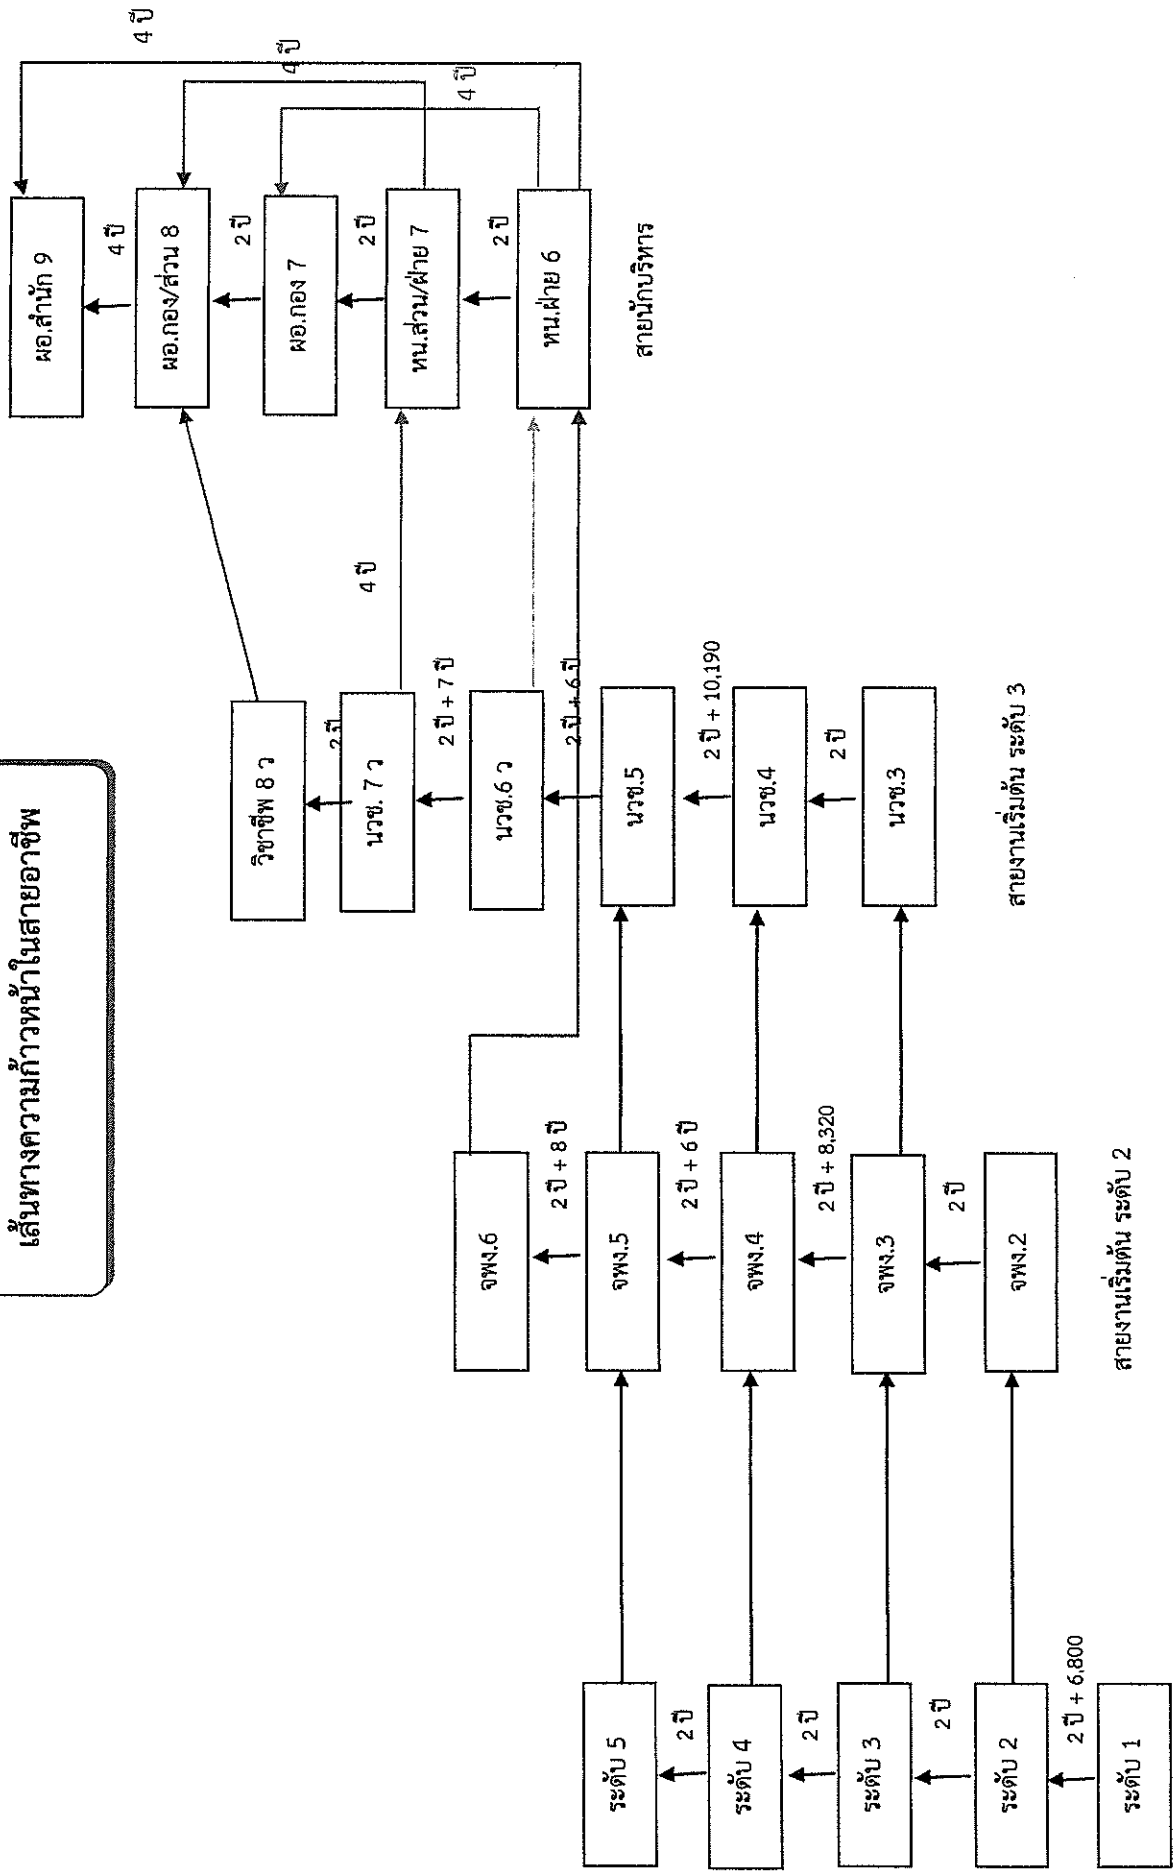 เส้นทางความก้าวหน้าในสายอาชีพ
ผอ.สำนัก 9
4 ปี
4 ปี
ผอ.กอง/ส่วน 8
2 ปี
4 ปี
ผอ.กอง 7
2 ปี
4 ปี
หน.ส่วน/ฝ่าย 7
2 ปี
หน.ฝ่าย 6
สายนักบริหาร
วิชาชีพ 8 ว
2 ปี
นวช. 7 ว
4 ปี
2 ปี + 7 ปี
นวช.6 ว
2 ปี + 6 ปี
นวช.5
2 ปี + 10,190
นวช.4
2 ปี
นวช.3
สายงานเริ่มต้น ระดับ 3
จพง.6
2 ปี + 8 ปี
จพง.5
2 ปี + 6 ปี
จพง.4
2 ปี + 8,320
จพง.3
2 ปี
จพง.2
สายงานเริ่มต้น ระดับ 2
ระดับ 5
2 ปี
ระดับ 4
2 ปี
ระดับ 3
2 ปี
ระดับ 2
2 ปี + 6,800
ระดับ 1